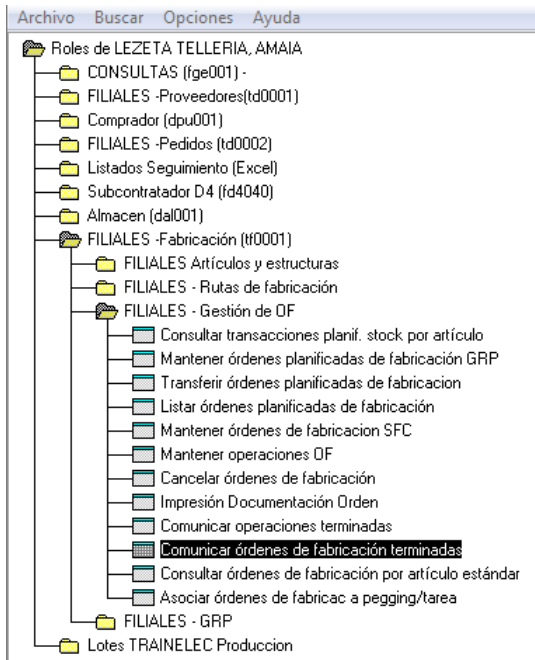 Archivo Buscar Opciones Ayuda
Roles de LEZETA TELLERIA, AMAIA
CONSULTAS (fge001) -
FILIALES -Proveedores(td0001)
Comprador (dpu001)
FILIALES -Pedidos (td0002)
Listados Seguimiento (Excel)
Subcontratador D4 (fd4040)
Almacen (dal001)
FILIALES -Fabricación (tf0001)
FILIALES Artículos y estructuras
FILIALES - Rutas de fabricación
FILIALES - Gestión de OF
Consultar transacciones planif. stock por artículo
Mantener órdenes planificadas de fabricación GRP
Transferir órdenes planificadas de fabricacion
Listar órdenes planificadas de fabricación
Mantener órdenes de fabricacion SFC
Mantener operaciones OF
Cancelar órdenes de fabricación
Impresión Documentación Orden
Comunicar operaciones terminadas
Comunicar órdenes de fabricación terminadas
Consultar órdenes de fabricación por artículo estándar
Asociar órdenes de fabricac a pegging/tarea
FILIALES - GRP
Lotes TRAINELEC Produccion